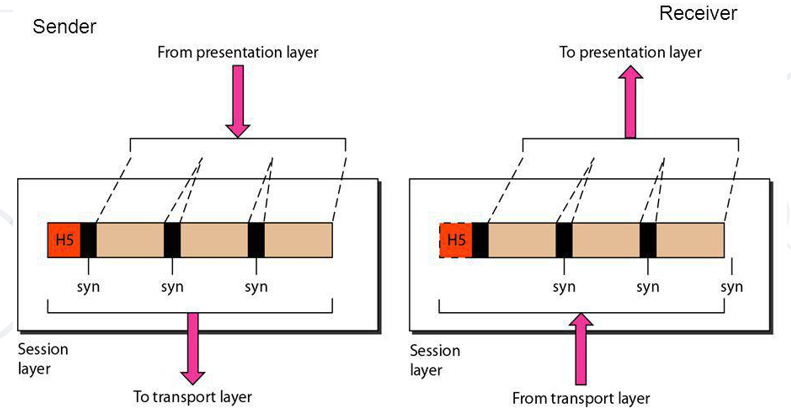 Sender
Receiver
From presentation layer
To presentation layer
H5
H5
syn syn syn
syn syn syn
Session
layer
Session
layer
To transport layer
From transport layer